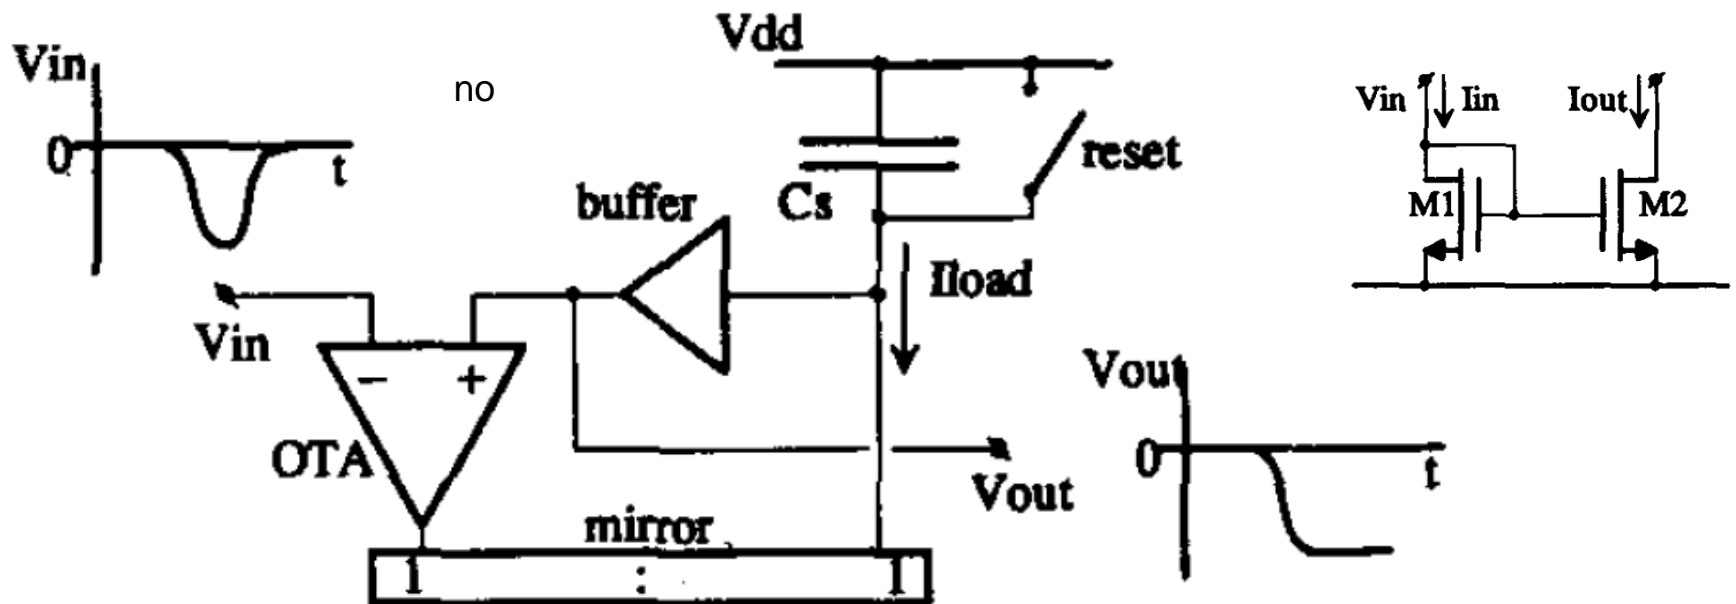 Vdd
Vin
no
0
t
reset
buffer
Cs
Iload
Vin
- +
OTA
Vout
mirror
1 : 1
Vin Iin Iout
M1 M2
Vout
0
t